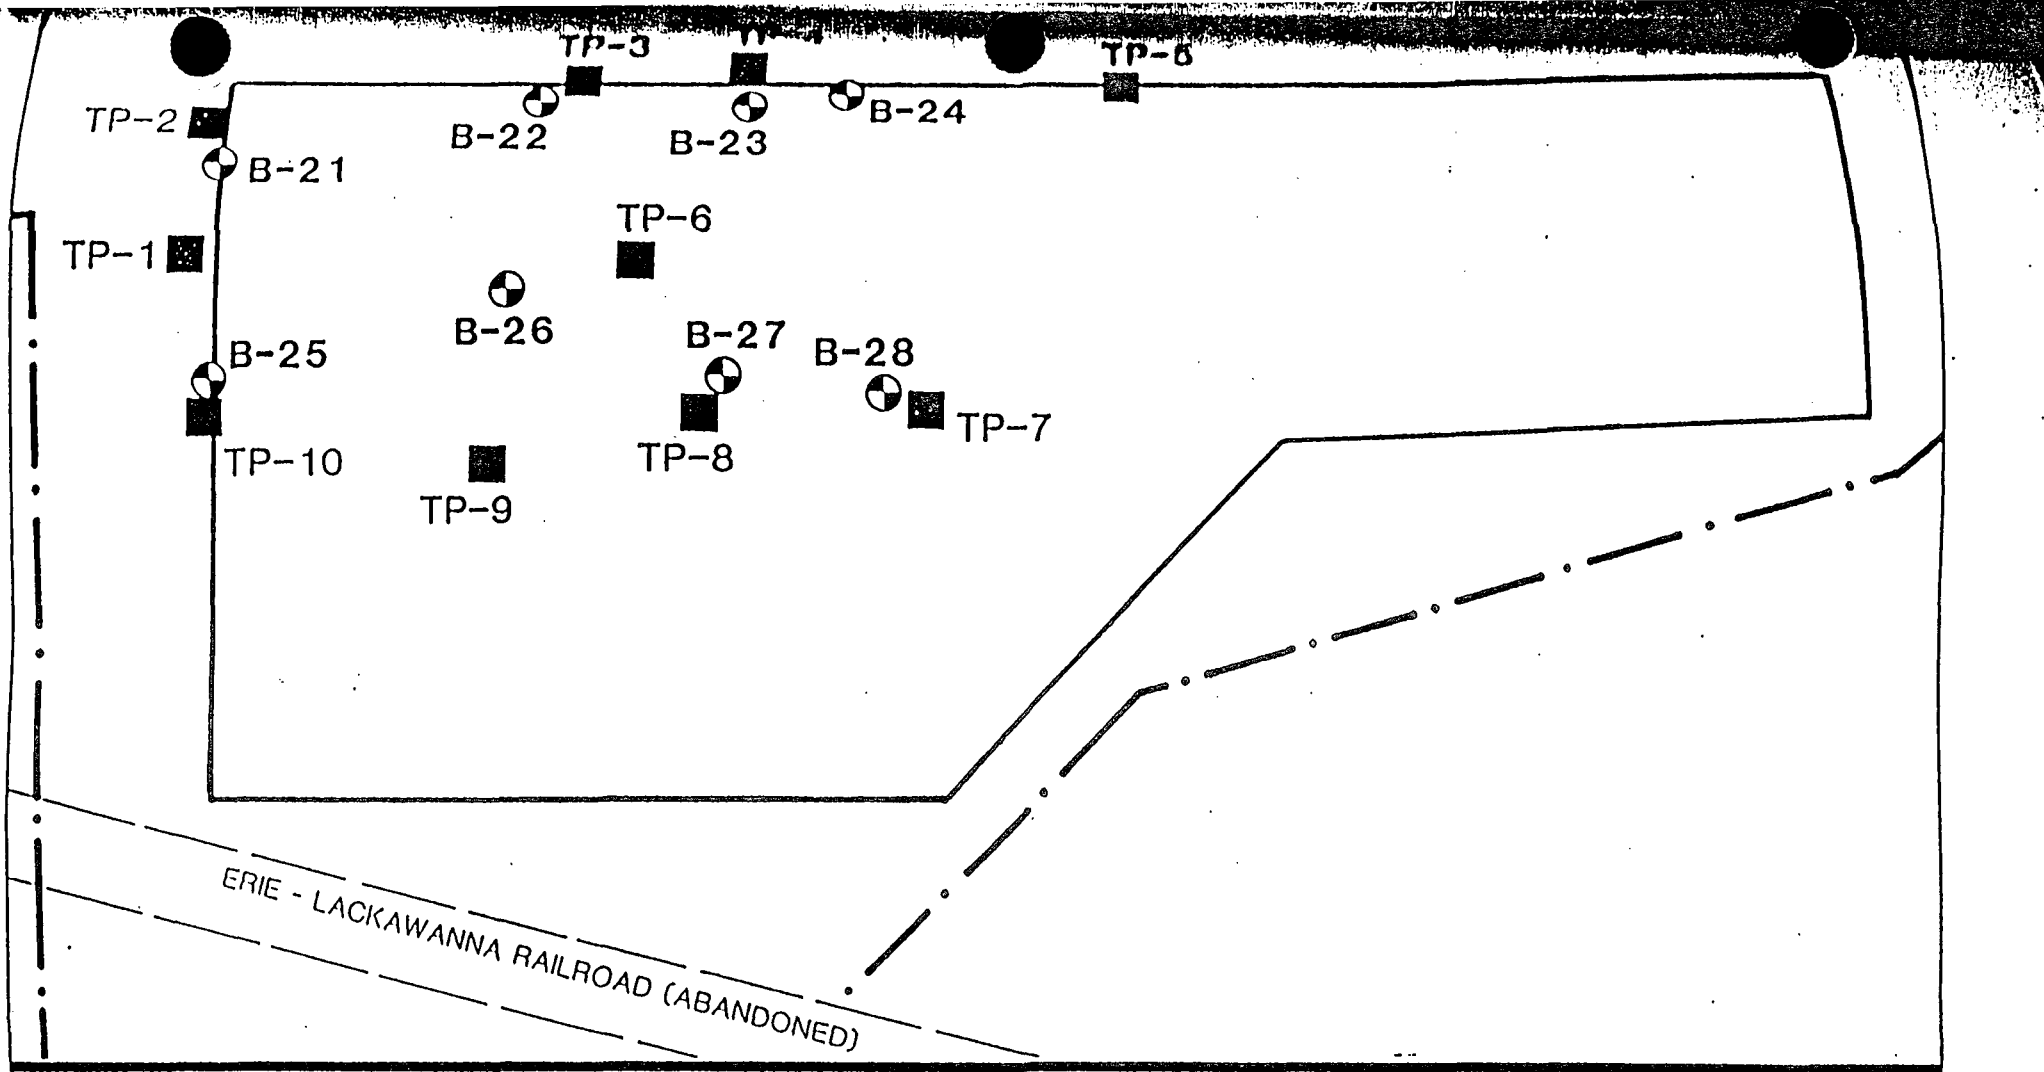 TP-3
TP-5
TP-2
B-22
B-23
B-24
B-21
TP-6
TP-1
B-26
B-27
B-28
B-25
TP-7
TP-10
TP-8
TP-9
ERIE - LACKAWANNA RAILROAD (ABANDONED)